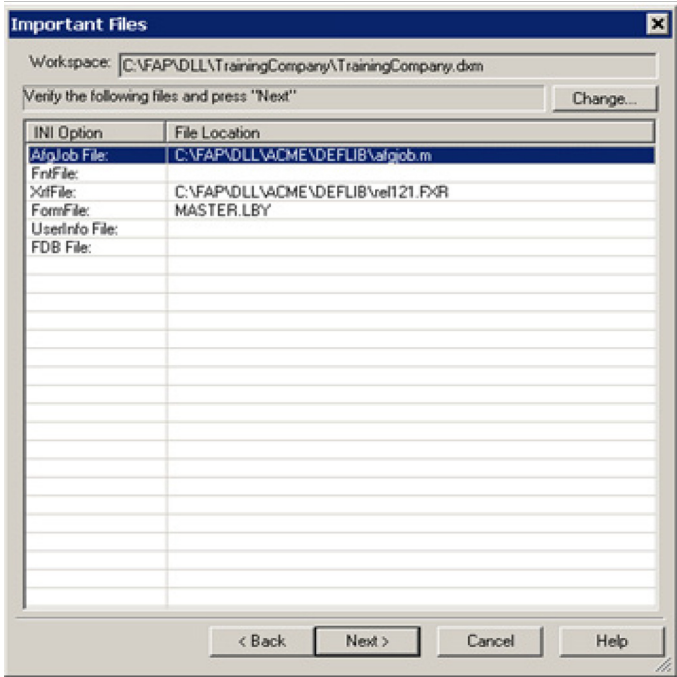 Important Files
Workspace: C:\FAP\DLL\TrainingCompany\TrainingCompany.dxm
Verify the following files and press "Next" Change...
INI Option File Location
AfgJob File: C:\FAP\DLL\ACME\DEFLIB\afgjob.m
FntFile:
XrfFile: C:\FAP\DLL\ACME\DEFLIB\rel121.FXR
FormFile: MASTER.LBY
UserInfo File:
FDB File:
< Back Next > Cancel Help